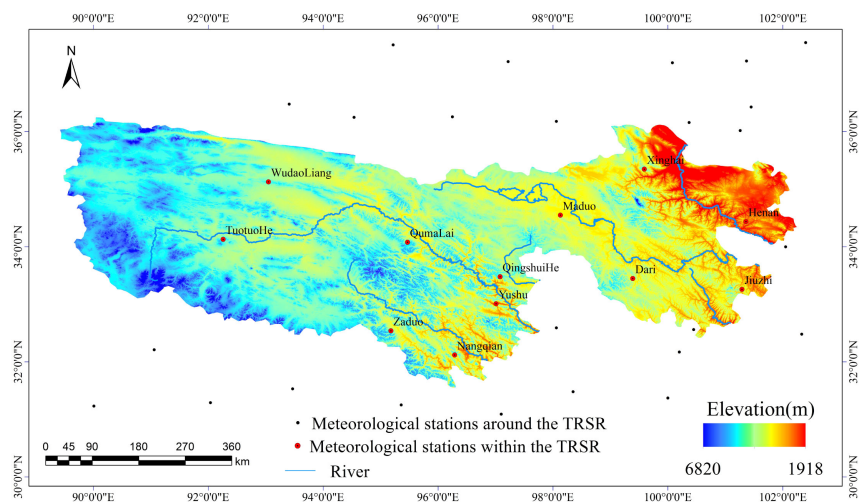 90°0'0"E 92°0'0"E 94°0'0"E 96°0'0"E 98°0'0"E 100°0'0"E 102°0'0"E
N
36°0'0"N 36°0'0"N
Xinghai
WudaoLiang
Maduo
Henan
TuotuoHe
QumaLai
34°0'0"N 34°0'0"N
QingshuiHe
Dari
JiuZhi
Yushu
Zaduo
Nangqian
32°0'0"N 32°0'0"N
Elevation(m)
Meteorological stations around the TRSR
Meteorological stations within the TRSR
0 45 90 180 270 360
km
River
6820 1918
30°0'0"N 30°0'0"N
90°0'0"E 92°0'0"E 94°0'0"E 96°0'0"E 98°0'0"E 100°0'0"E 102°0'0"E